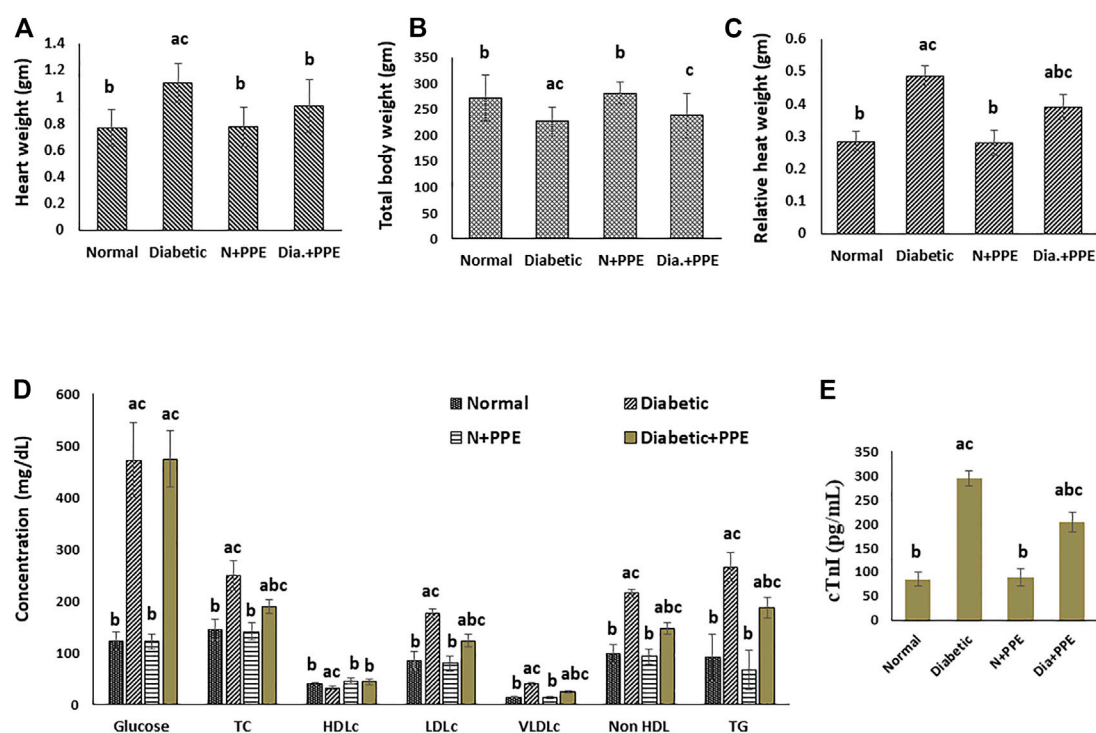 A
Heart weight (gm)
1.4
1.2
1
0.8
0.6
0.4
0.2
0
b
ac
b
b
Normal Diabetic N+PPE Dia.+PPE
B
Total body weight (gm)
350
300
250
200
150
100
50
0
b
ac
b
c
Normal Diabetic N+PPE Dia.+PPE
C
Relative heat weight (gm)
0.6
0.5
0.4
0.3
0.2
0.1
0
b
ac
b
abc
Normal Diabetic N+PPE Dia.+PPE
D
Concentration (mg/dL)
600
500
400
300
200
100
0
Normal Diabetic
N+PPE Diabetic+PPE
b ac b ac
b ac b abc
b ac b b
b ac b abc
b ac b abc
b ac b abc
b ac b abc
Glucose TC HDLc LDLc VLDLc Non HDL TG
E
cTnI (pg/mL)
350
300
250
200
150
100
50
0
b
ac
b
abc
Normal Diabetic N+PPE Dia+PPE